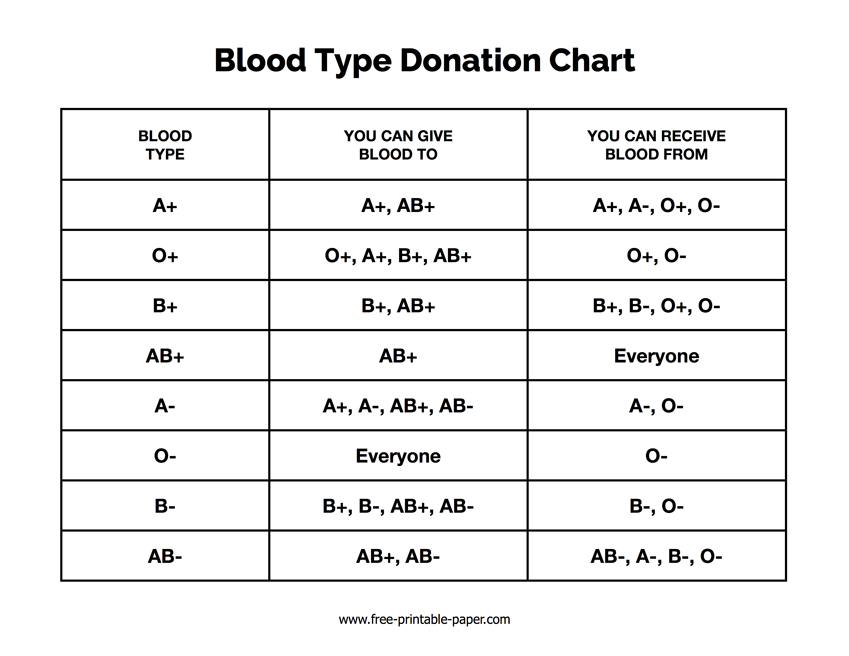 Blood Type Donation Chart
BLOOD TYPE YOU CAN GIVE BLOOD TO YOU CAN RECEIVE BLOOD FROM
A+ A+, AB+ A+, A-, O+, O-
O+ O+, A+, B+, AB+ O+, O-
B+ B+, AB+ B+, B-, O+, O-
AB+ AB+ Everyone
A- A+, A-, AB+, AB- A-, O-
O- Everyone O-
B- B+, B-, AB+, AB- B-, O-
AB- AB+, AB- AB-, A-, B-, O-
www.free-printable-paper.com